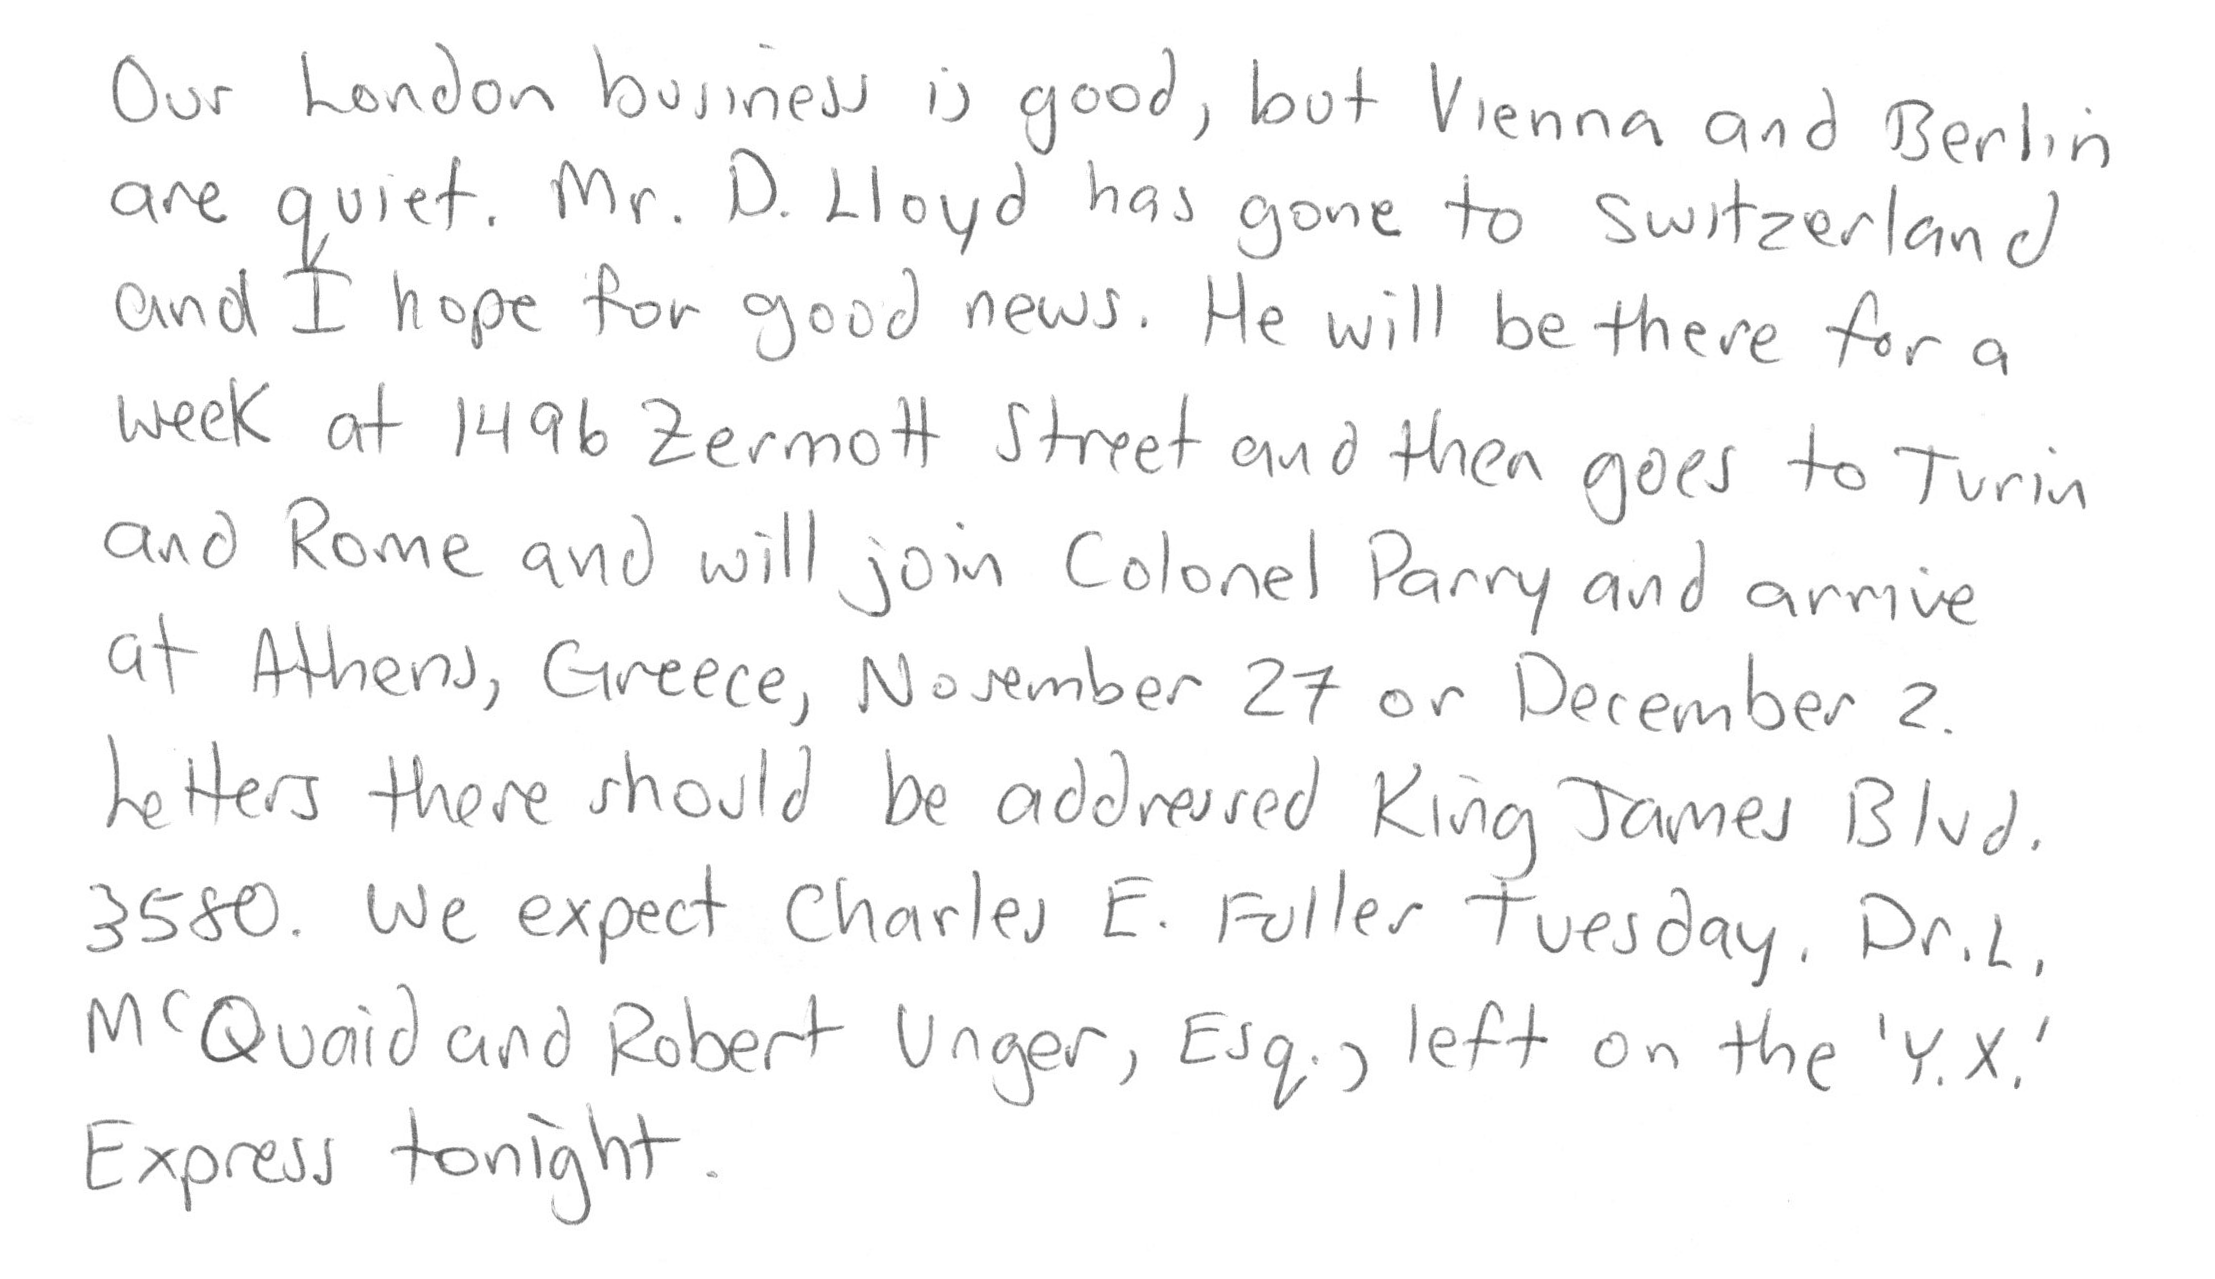 Our London business is good, but Vienna and Berlin
are quiet. Mr. D. Lloyd has gone to Switzerland
and I hope for good news. He will be there for a
week at 1496 Zermott Street and then goes to Turin
and Rome and will join Colonel Parry and arrive
at Athens, Greece, November 27 or December 2.
Letters there should be addressed King James Blvd.
3580. We expect Charles E. Fuller Tuesday. Dr. L.
McQuaid and Robert Unger, Esq., left on the 'Y.X.'
Express tonight.